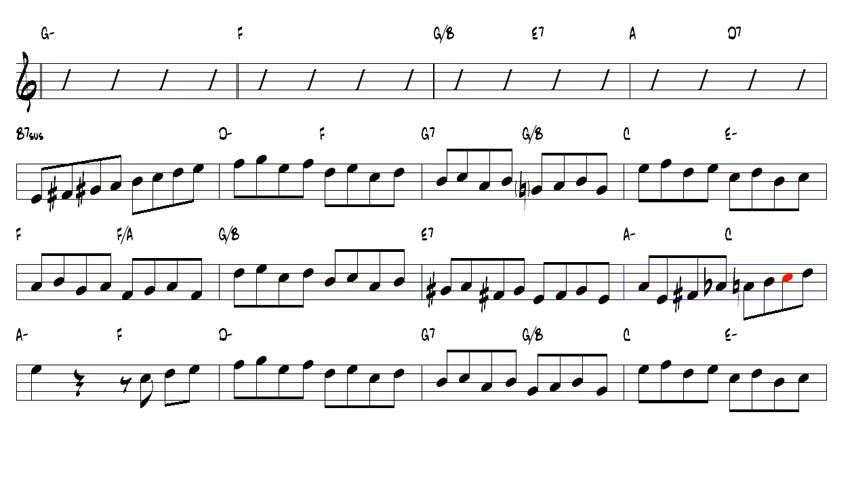 G- F G/B E7 A D7
B7sus D- F G7 G/B C E-
F F/A G/B E7 A- C
A- F D- G7 G/B C E-